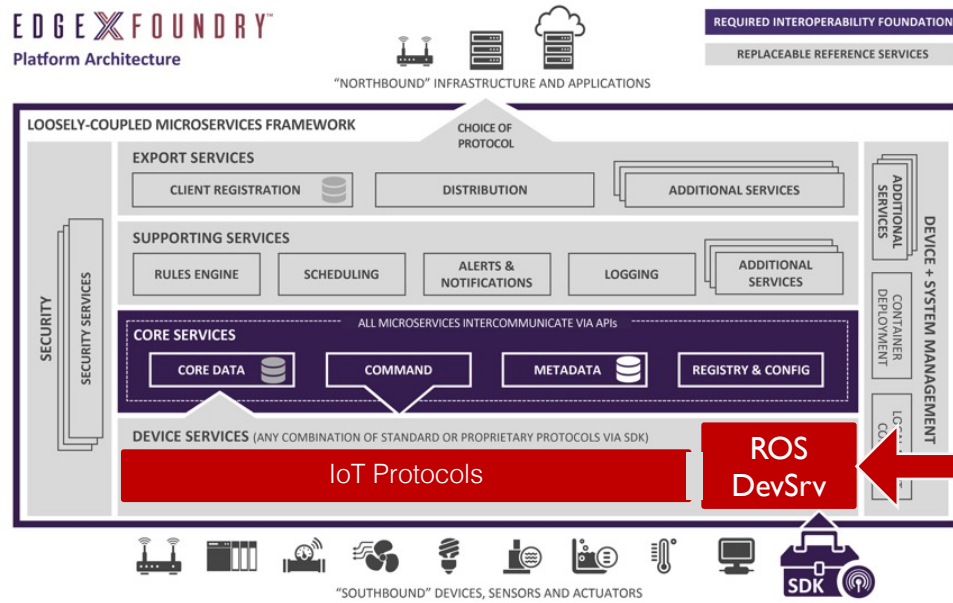 EDGE X FOUNDRY™
Platform Architecture
REQUIRED INTEROPERABILITY FOUNDATION
REPLACEABLE REFERENCE SERVICES
“NORTHBOUND” INFRASTRUCTURE AND APPLICATIONS
LOOSELY-COUPLED MICROSERVICES FRAMEWORK
CHOICE OF
PROTOCOL
EXPORT SERVICES
CLIENT REGISTRATION
DISTRIBUTION
ADDITIONAL SERVICES
SUPPORTING SERVICES
RULES ENGINE
SCHEDULING
ALERTS &
NOTIFICATIONS
LOGGING
ADDITIONAL
SERVICES
ALL MICROSERVICES INTERCOMMUNICATE VIA APIs
CORE SERVICES
CORE DATA
COMMAND
METADATA
REGISTRY & CONFIG
DEVICE SERVICES (ANY COMBINATION OF STANDARD OR PROPRIETARY PROTOCOLS VIA SDK)
IoT Protocols
ROS
DevSrv
SECURITY
SECURITY SERVICES
ADDITIONAL
SERVICES
CONTAINER
DEPLOYMENT
DEVICE + SYSTEM MANAGEMENT
SDK
“SOUTHBOUND” DEVICES, SENSORS AND ACTUATORS